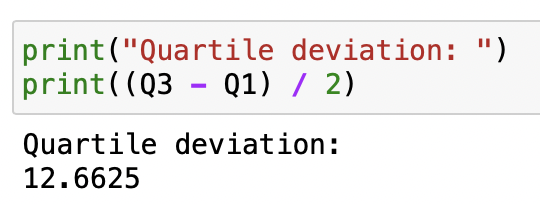 print("Quartile deviation: ")
print((Q3 - Q1) / 2)
Quartile deviation:
12.6625